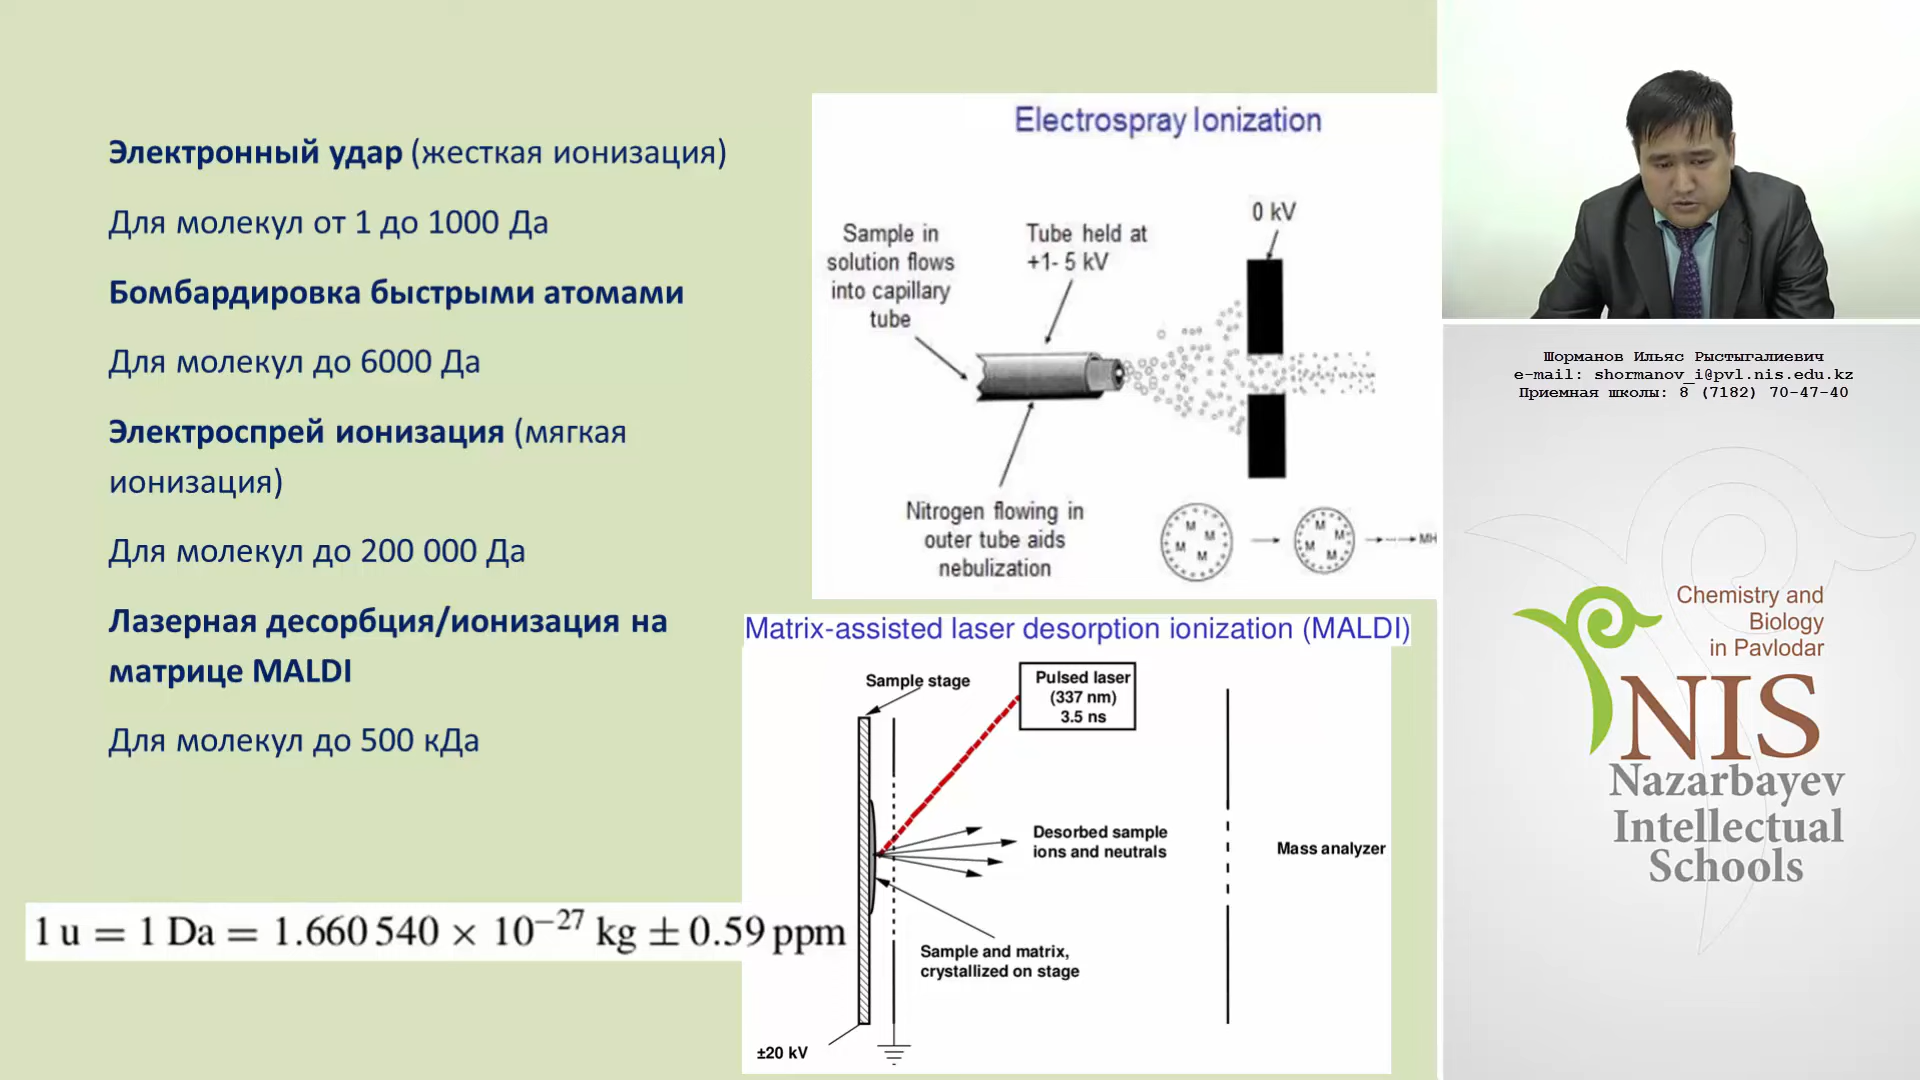 Электронный удар (жесткая ионизация)
Для молекул от 1 до 1000 Да
Бомбардировка быстрыми атомами
Для молекул до 6000 Да
Электроспрей ионизация (мягкая
ионизация)
Для молекул до 200 000 Да
Лазерная десорбция/ионизация на
матрице MALDI
Для молекул до 500 кДа
1 u = 1 Da = 1.660 540 × 10⁻²⁷ kg ± 0.59 ppm
Electrospray Ionization
Sample in
solution flows
into capillary
tube
Tube held at
+1- 5 kV
0 kV
Nitrogen flowing in
outer tube aids
nebulization
M
M
M
M
M
M
M
M
MH
Matrix-assisted laser desorption ionization (MALDI)
Sample stage
Pulsed laser
(337 nm)
3.5 ns
Desorbed sample
ions and neutrals
Mass analyzer
Sample and matrix,
crystallized on stage
±20 kV
Шорманов Ильяс Рыстыгалиевич
e-mail: shormanov_i@pvl.nis.edu.kz
Приемная школы: 8 (7182) 70-47-40
Chemistry and
Biology
in Pavlodar
NIS
Nazarbayev
Intellectual
Schools